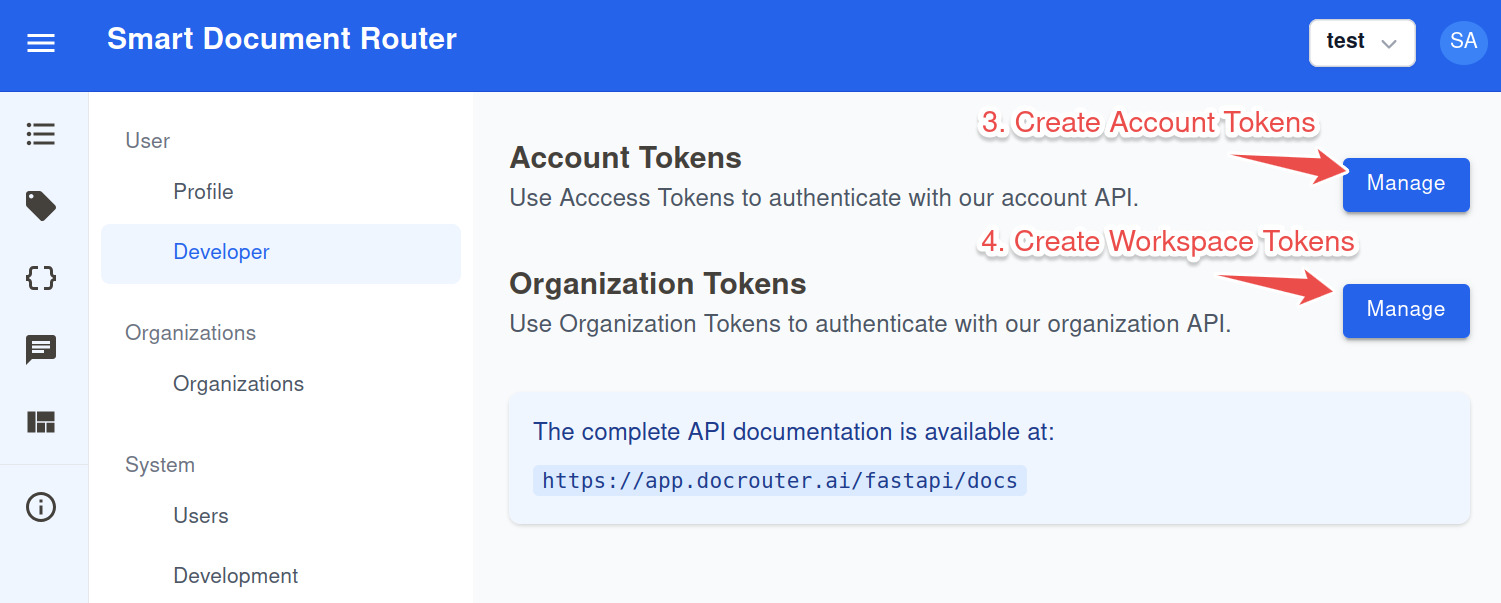 Smart Document Router
test
SA
User
Profile
Developer
Organizations
Organizations
System
Users
Development
3. Create Account Tokens
Account Tokens
Use Acccess Tokens to authenticate with our account API.
Manage
4. Create Workspace Tokens
Organization Tokens
Use Organization Tokens to authenticate with our organization API.
Manage
The complete API documentation is available at:
https://app.docrouter.ai/fastapi/docs